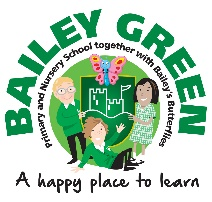 BAILEY GREEN
Primary and Nursery School together with Bailey's Butterflies
A happy place to learn